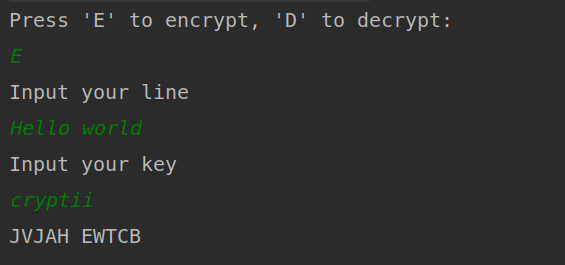 Press 'E' to encrypt, 'D' to decrypt:
E
Input your line
Hello world
Input your key
cryptii
JVJAH EWTCB